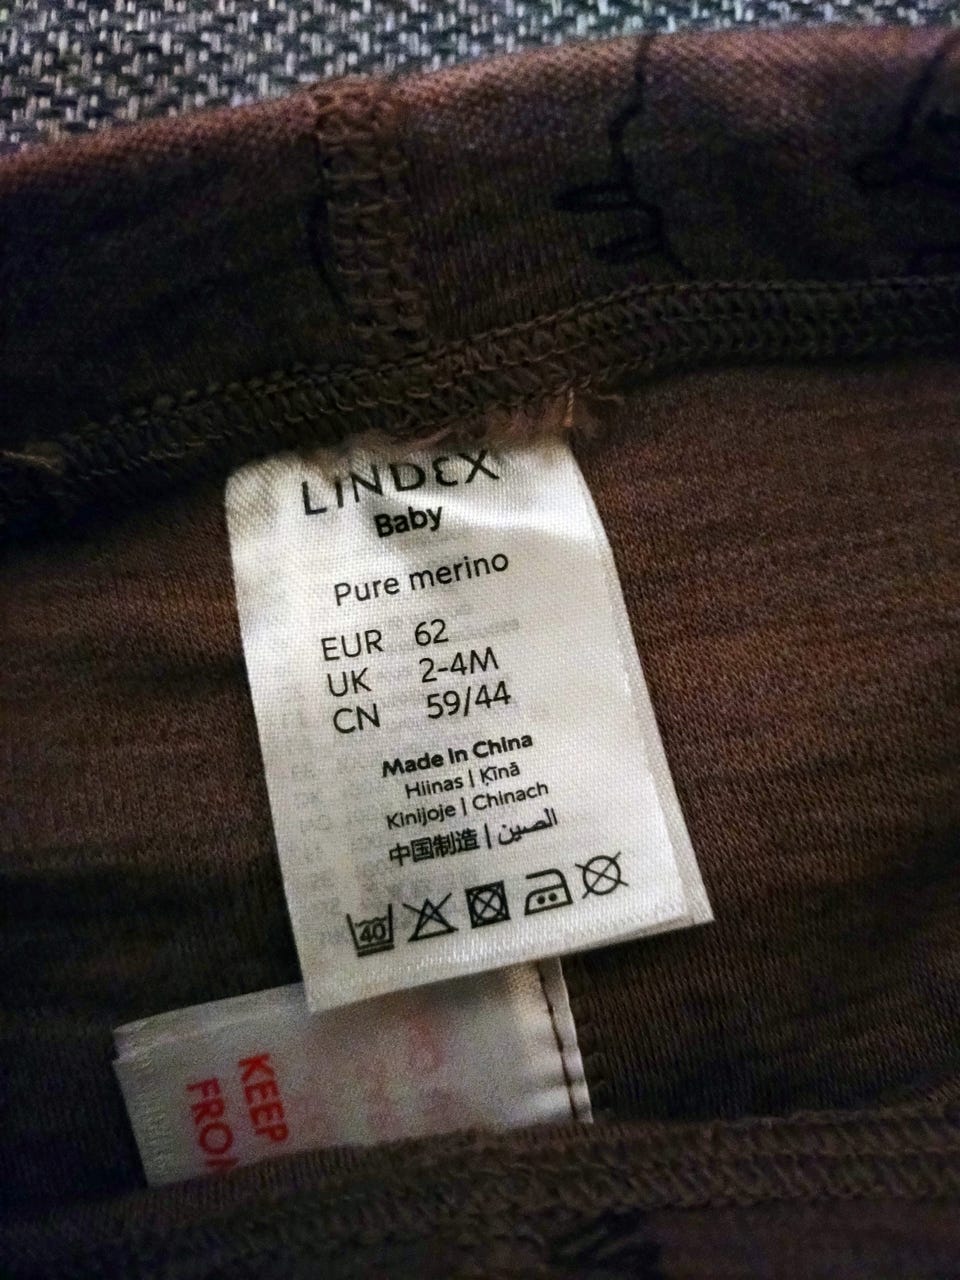 LINDEX
Baby
Pure merino
EUR 62
UK 2-4M
CN 59/44
Made in China
Hiinas | Ķīnā
Kinijoje | Chinach
中国制造 | الصين
40
KEEP